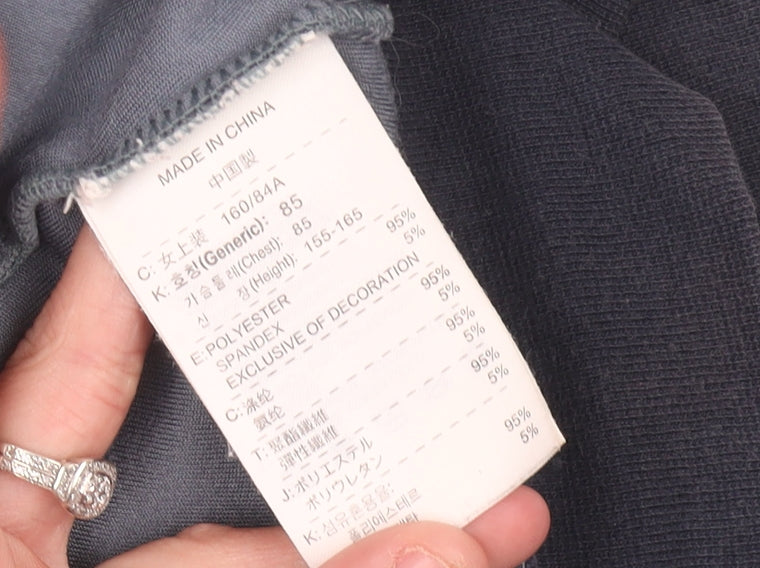 MADE IN CHINA
中国製
C: 女上装 160/84A
K: 호칭(Generic): 85
가슴둘레(Chest): 85
신 장(Height): 155-165
E:POLYESTER 95%
SPANDEX 5%
EXCLUSIVE OF DECORATION
C:涤纶 95%
氨纶 5%
T: 聚酯纖維 95%
彈性纖維 5%
J:ポリエステル 95%
ポリウレタン 5%
K:섬유혼용율:
폴리에스테르 95%
5%